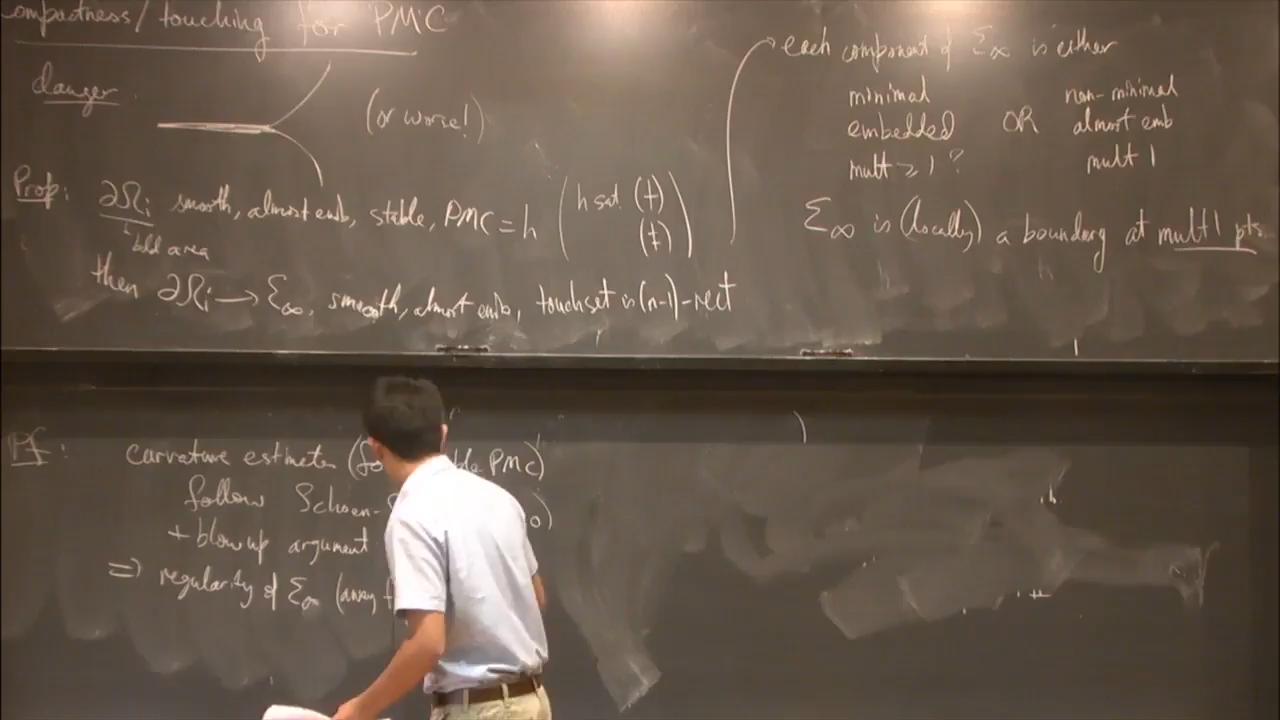 compactness/touching for PMC
danger
(or worse!)
Prop: ∂Ωi smooth, almost emb, stable, PMC = h (h sat. (†) (‡))
bdd area
then ∂Ωi → Σ∞, smooth, almost emb, touch set is (n-1)-rect
each component of Σ∞ is either
minimal embedded mult ≥ 1? OR non-minimal almost emb mult 1
Σ∞ is (locally) a boundary at mult 1 pts.
Pf: curvature estimates ( PMC)
follow Schoen-
+ blow up argument
⇒ regularity of Σ∞ (away